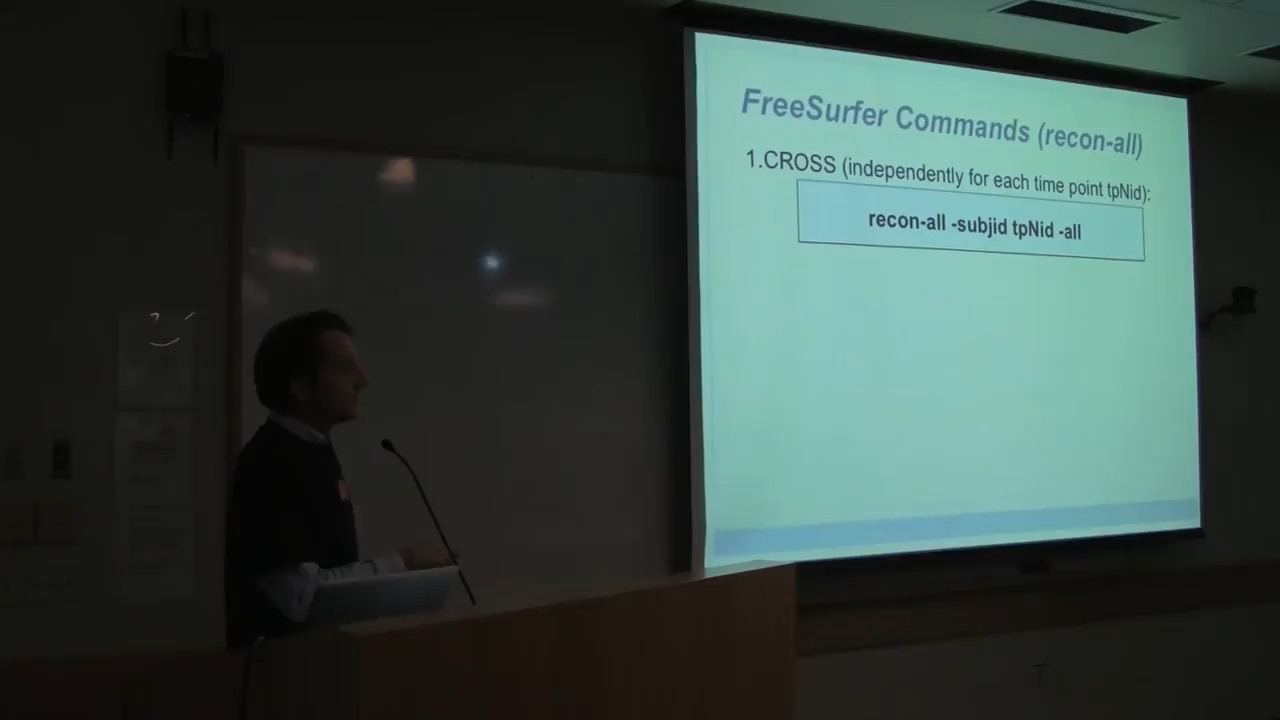 FreeSurfer Commands (recon-all)
1.CROSS (independently for each time point tpNid):
recon-all -subjid tpNid -all